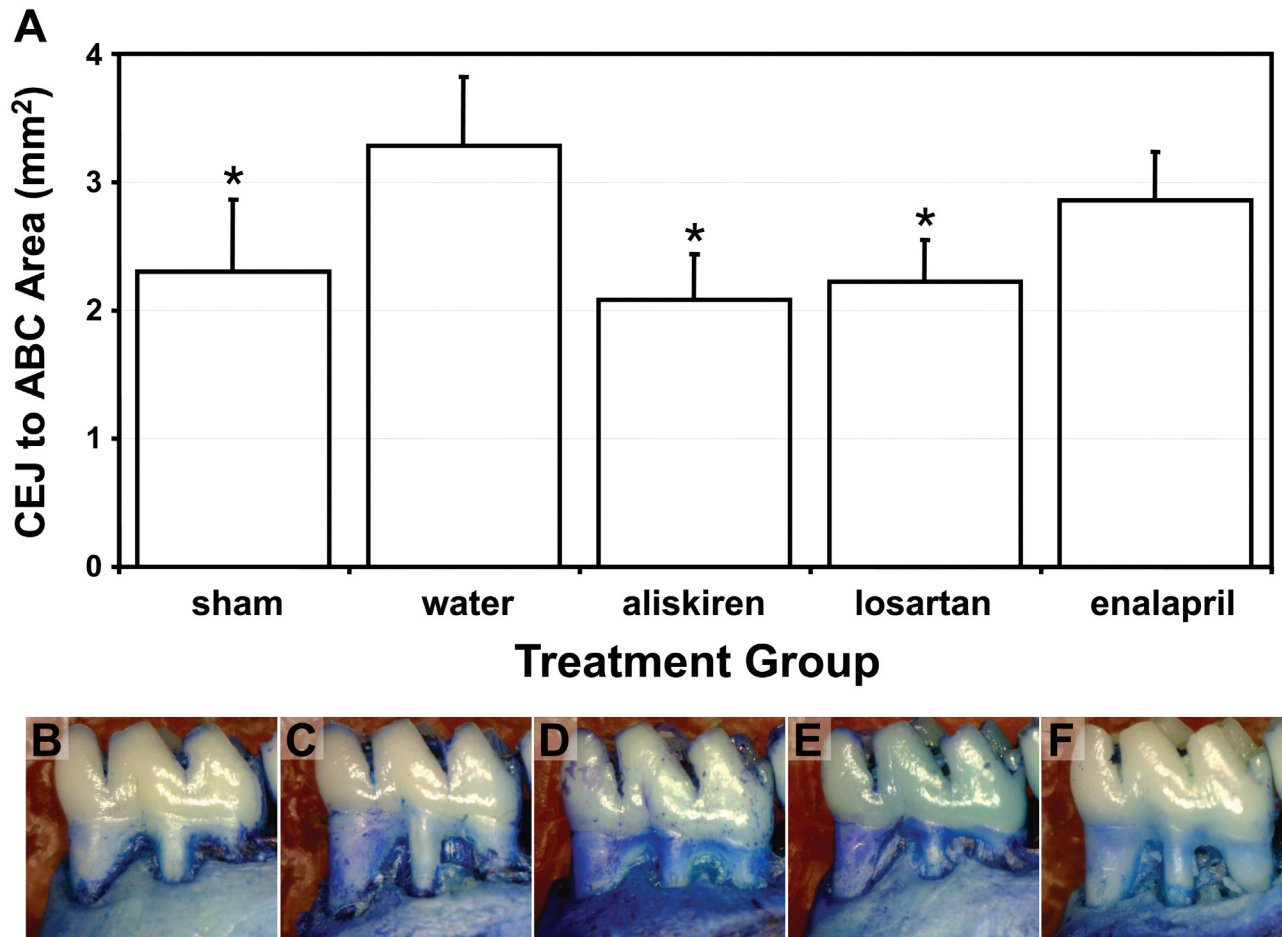 A
CEJ to ABC Area (mm²)
4
3
2
1
0
*
*
*
sham water aliskiren losartan enalapril
Treatment Group
B C D E F